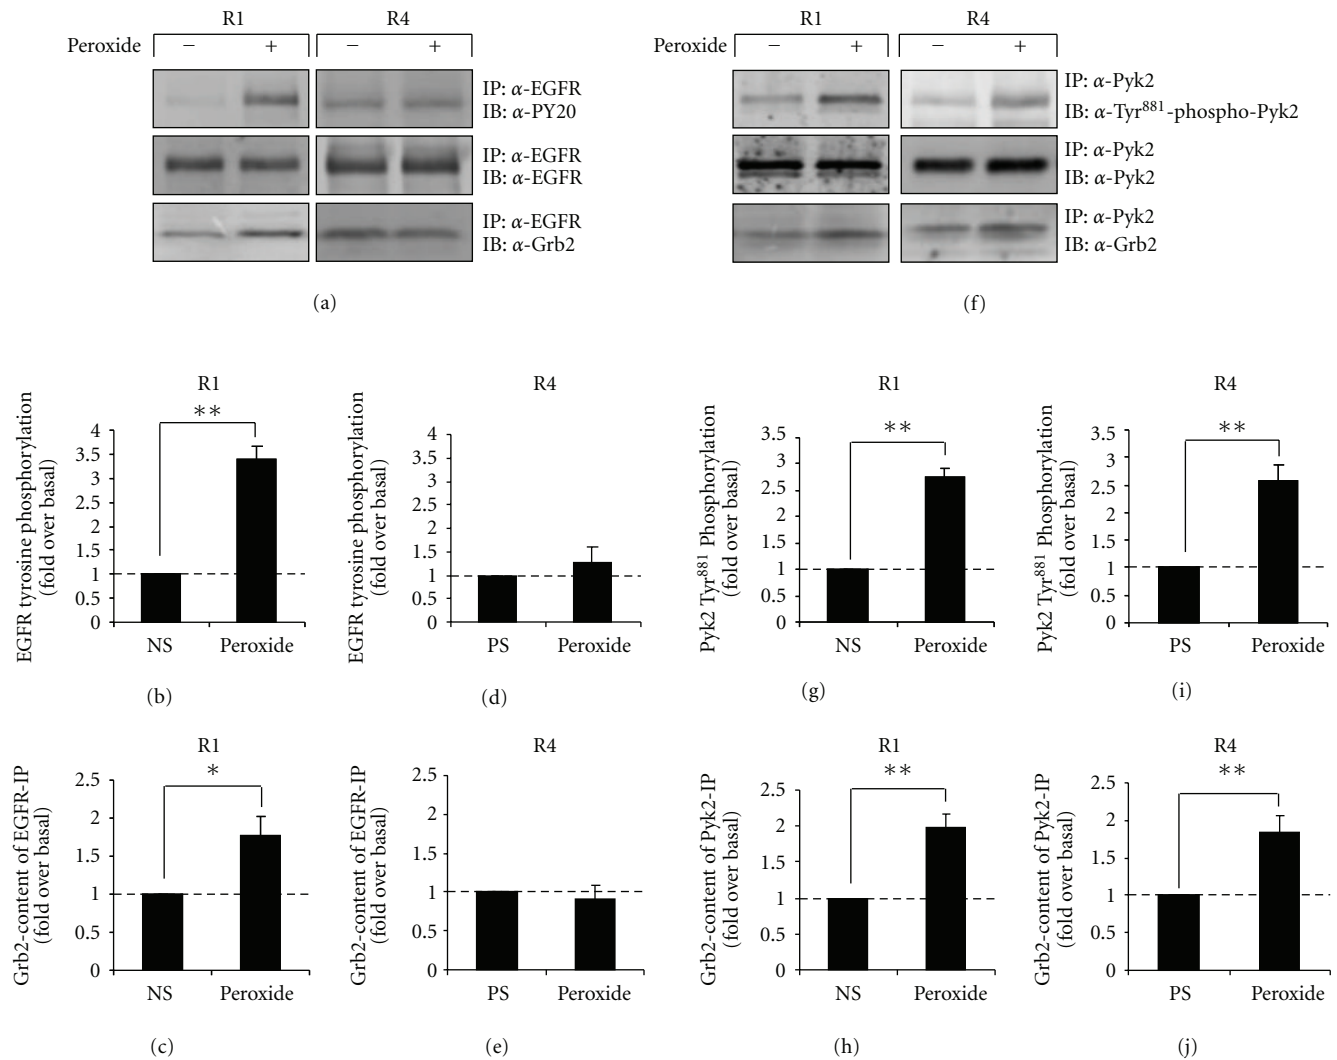 R1 R4
Peroxide − + − +
IP: α-EGFR
IB: α-PY20
IP: α-EGFR
IB: α-EGFR
IP: α-EGFR
IB: α-Grb2
(a)
R1 R4
Peroxide − + − +
IP: α-Pyk2
IB: α-Tyr⁸⁸¹-phospho-Pyk2
IP: α-Pyk2
IB: α-Pyk2
IP: α-Pyk2
IB: α-Grb2
(f)
R1
EGFR tyrosine phosphorylation
(fold over basal)
4
3.5
3
2.5
2
1.5
1
0.5
0
**
NS Peroxide
(b)
R4
EGFR tyrosine phosphorylation
(fold over basal)
4
3.5
3
2.5
2
1.5
1
0.5
0
PS Peroxide
(d)
R1
Pyk2 Tyr⁸⁸¹ Phosphorylation
(fold over basal)
3.5
3
2.5
2
1.5
1
0.5
0
**
NS Peroxide
(g)
R4
Pyk2 Tyr⁸⁸¹ Phosphorylation
(fold over basal)
3.5
3
2.5
2
1.5
1
0.5
0
**
PS Peroxide
(i)
R1
Grb2-content of EGFR-IP
(fold over basal)
2.5
2
1.5
1
0.5
0
*
NS Peroxide
(c)
R4
Grb2-content of EGFR-IP
(fold over basal)
2.5
2
1.5
1
0.5
0
PS Peroxide
(e)
R1
Grb2-content of Pyk2-IP
(fold over basal)
2.5
2
1.5
1
0.5
0
**
NS Peroxide
(h)
R4
Grb2-content of Pyk2-IP
(fold over basal)
2.5
2
1.5
1
0.5
0
**
PS Peroxide
(j)